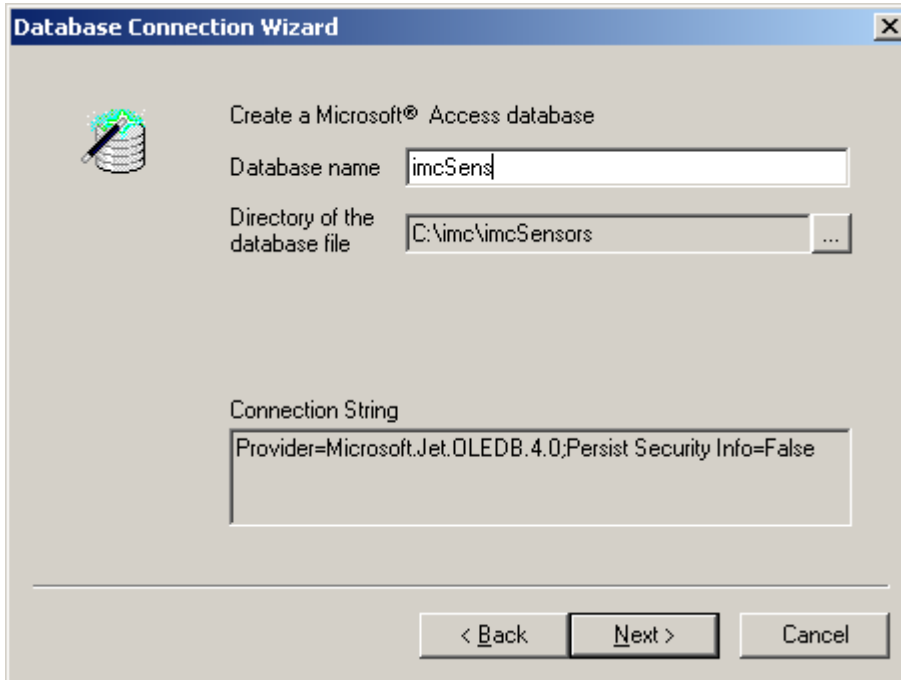 Database Connection Wizard
Create a Microsoft® Access database
Database name imcSens
Directory of the
database file C:\imc\imcSensors ...
Connection String
Provider=Microsoft.Jet.OLEDB.4.0;Persist Security Info=False
< Back Next > Cancel